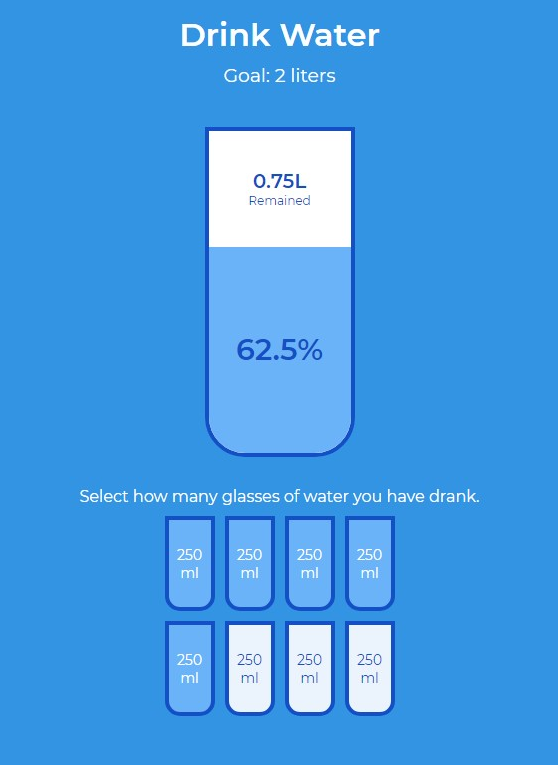 Drink Water
Goal: 2 liters
0.75L
Remained
62.5%
Select how many glasses of water you have drank.
250 250 250 250
ml ml ml ml
250 250 250 250
ml ml ml ml